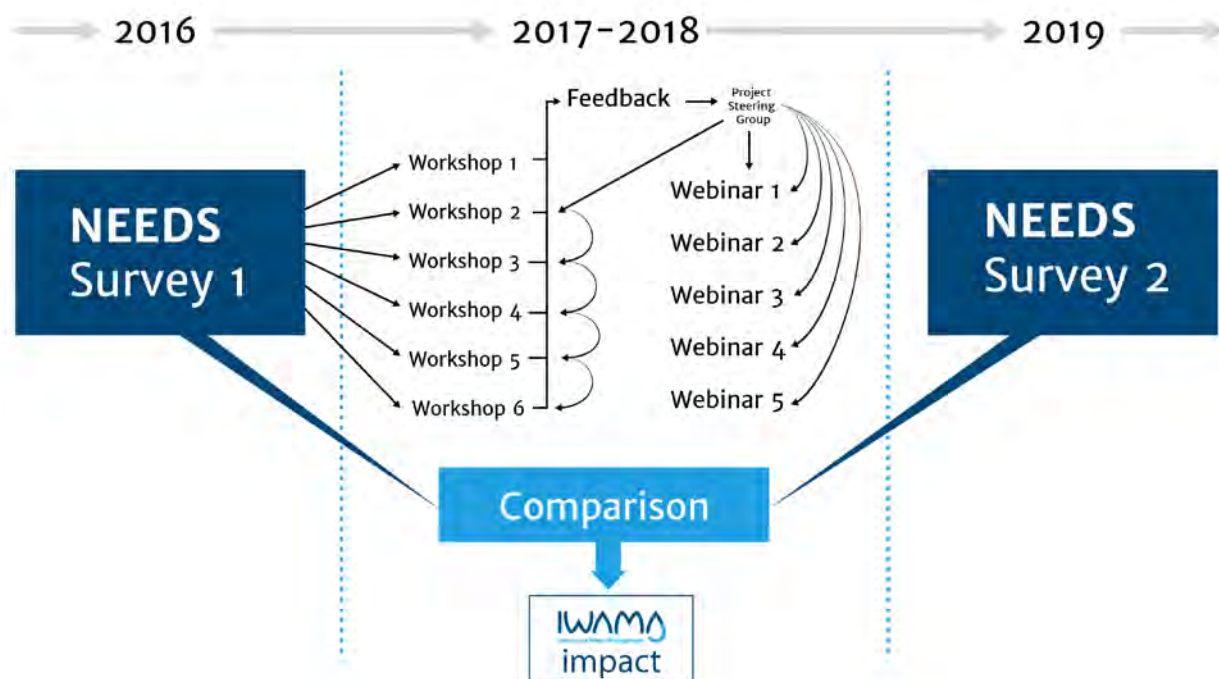 2016
2017-2018
2019
Feedback
Project
Steering
Group
Workshop 1
Workshop 2
Workshop 3
Workshop 4
Workshop 5
Workshop 6
Webinar 1
Webinar 2
Webinar 3
Webinar 4
Webinar 5
NEEDS
Survey 1
NEEDS
Survey 2
Comparison
IWAMA
impact